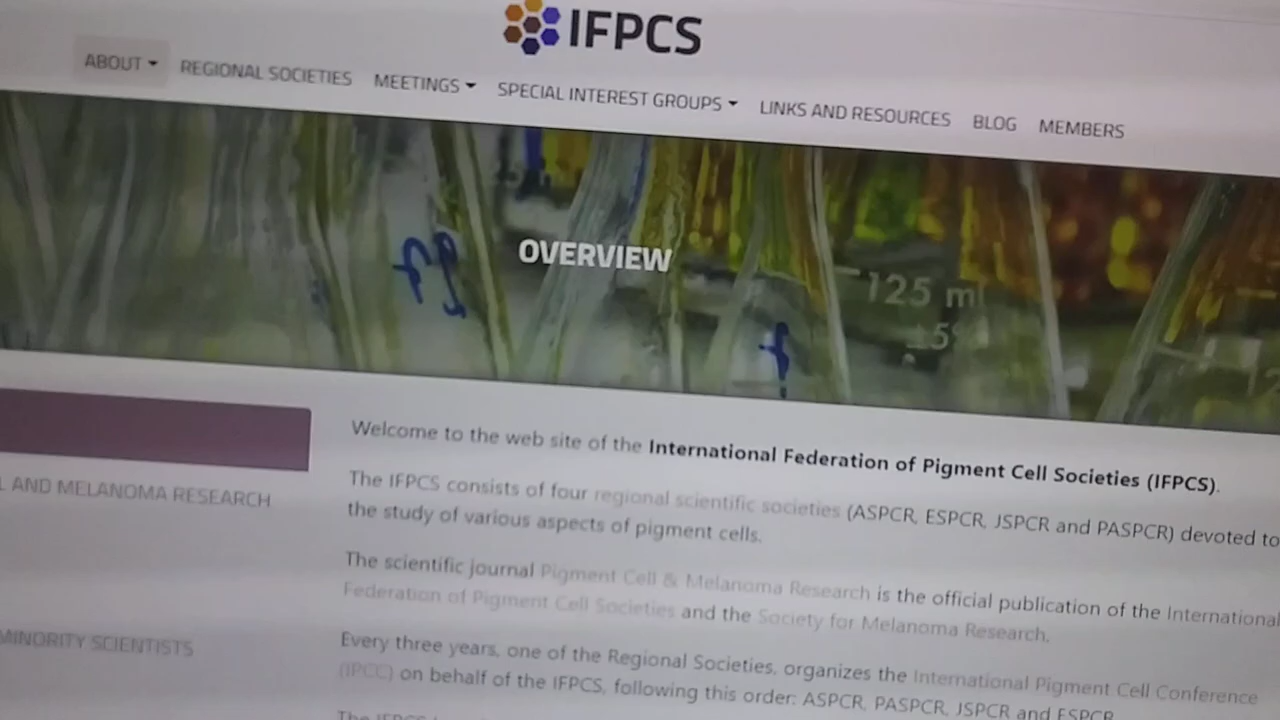 IFPCS
ABOUT
REGIONAL SOCIETIES
MEETINGS
SPECIAL INTEREST GROUPS
LINKS AND RESOURCES
BLOG
MEMBERS
OVERVIEW
125 ml
Welcome to the web site of the International Federation of Pigment Cell Societies (IFPCS).
The IFPCS consists of four regional scientific societies (ASPCR, ESPCR, JSPCR and PASPCR) devoted to
the study of various aspects of pigment cells.
The scientific journal Pigment Cell & Melanoma Research is the official publication of the International
Federation of Pigment Cell Societies and the Society for Melanoma Research.
Every three years, one of the Regional Societies, organizes the International Pigment Cell Conference
(IPCC) on behalf of the IFPCS, following this order: ASPCR, PASPCR, JSPCR and ESPCR
The IFPCS
L AND MELANOMA RESEARCH
MINORITY SCIENTISTS